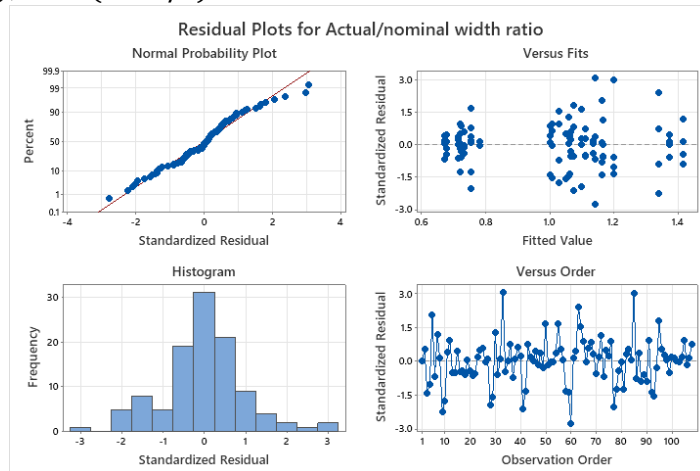 Residual Plots for Actual/nominal width ratio
Normal Probability Plot
99.9
99
90
50
10
1
0.1
Percent
-4 -2 0 2 4
Standardized Residual
Versus Fits
3.0
1.5
0.0
-1.5
-3.0
Standardized Residual
0.6 0.8 1.0 1.2 1.4
Fitted Value
Histogram
30
20
10
0
Frequency
-3 -2 -1 0 1 2 3
Standardized Residual
Versus Order
3.0
1.5
0.0
-1.5
-3.0
Standardized Residual
1 10 20 30 40 50 60 70 80 90 100
Observation Order